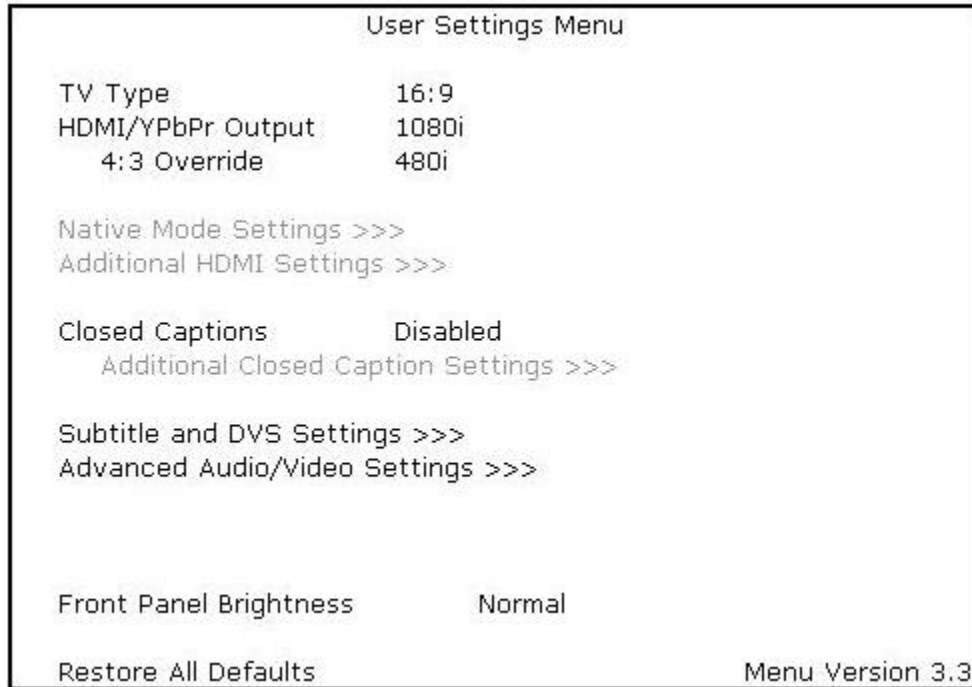 User Settings Menu
TV Type 16:9
HDMI/YPbPr Output 1080i
4:3 Override 480i
Native Mode Settings >>>
Additional HDMI Settings >>>
Closed Captions Disabled
Additional Closed Caption Settings >>>
Subtitle and DVS Settings >>>
Advanced Audio/Video Settings >>>
Front Panel Brightness Normal
Restore All Defaults Menu Version 3.3